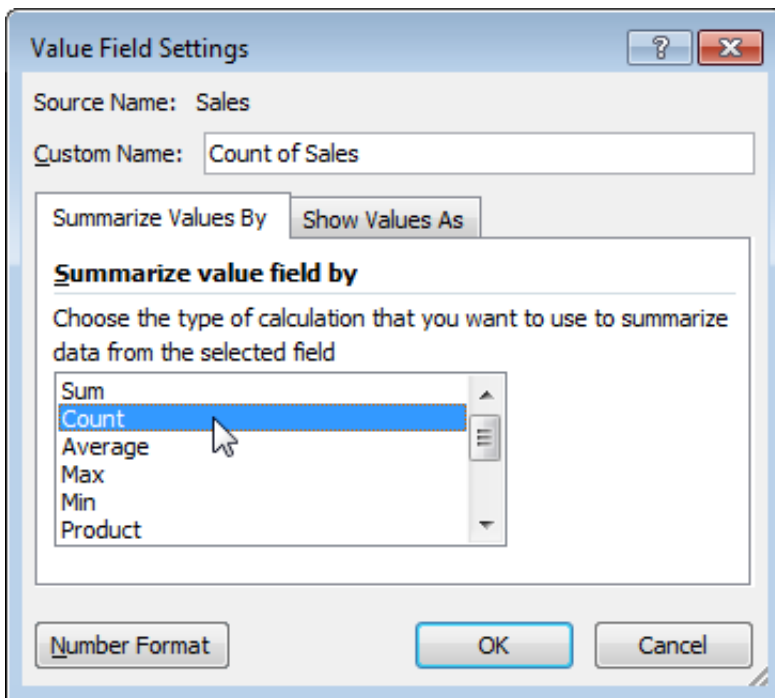 Value Field Settings
Source Name: Sales
Custom Name: Count of Sales
Summarize Values By Show Values As
Summarize value field by
Choose the type of calculation that you want to use to summarize
data from the selected field
Sum
Count
Average
Max
Min
Product
Number Format OK Cancel